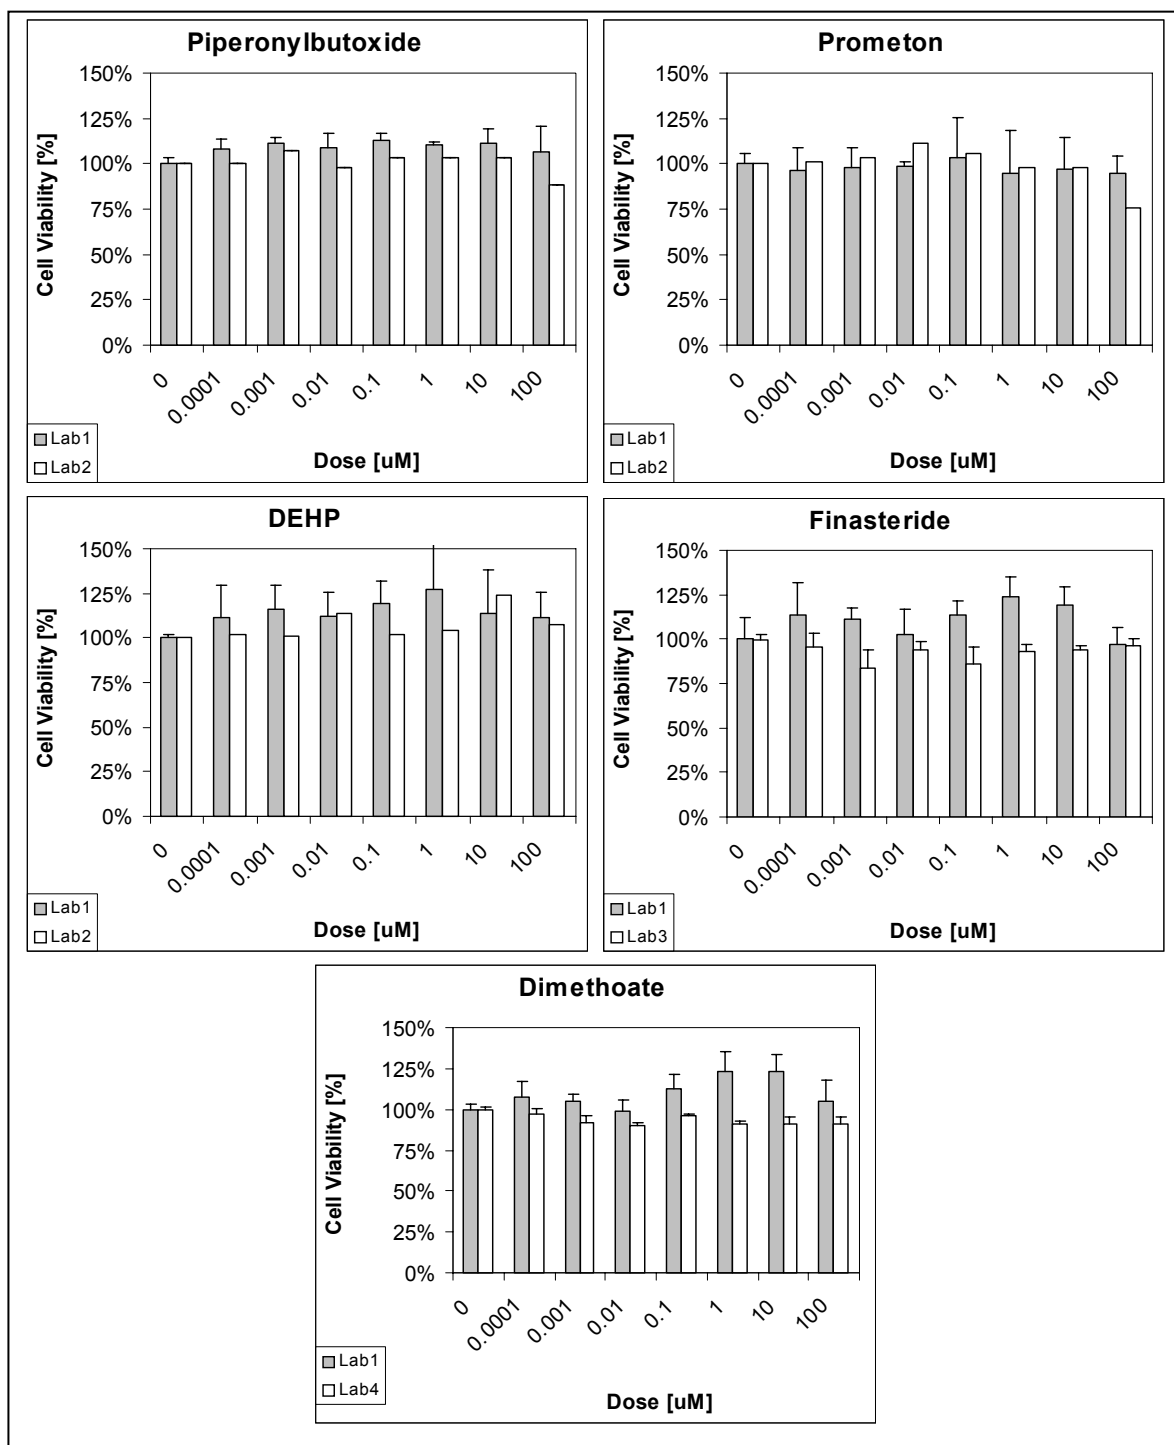 Piperonylbutoxide
150%
125%
100%
75%
50%
25%
0%
Cell Viability [%]
0 0.0001 0.001 0.01 0.1 1 10 100
Dose [uM]
Lab1
Lab2
Prometon
150%
125%
100%
75%
50%
25%
0%
Cell Viability [%]
0 0.0001 0.001 0.01 0.1 1 10 100
Dose [uM]
Lab1
Lab2
DEHP
150%
125%
100%
75%
50%
25%
0%
Cell Viability [%]
0 0.0001 0.001 0.01 0.1 1 10 100
Dose [uM]
Lab1
Lab2
Finasteride
150%
125%
100%
75%
50%
25%
0%
Cell Viability [%]
0 0.0001 0.001 0.01 0.1 1 10 100
Dose [uM]
Lab1
Lab3
Dimethoate
150%
125%
100%
75%
50%
25%
0%
Cell Viability [%]
0 0.0001 0.001 0.01 0.1 1 10 100
Dose [uM]
Lab1
Lab4